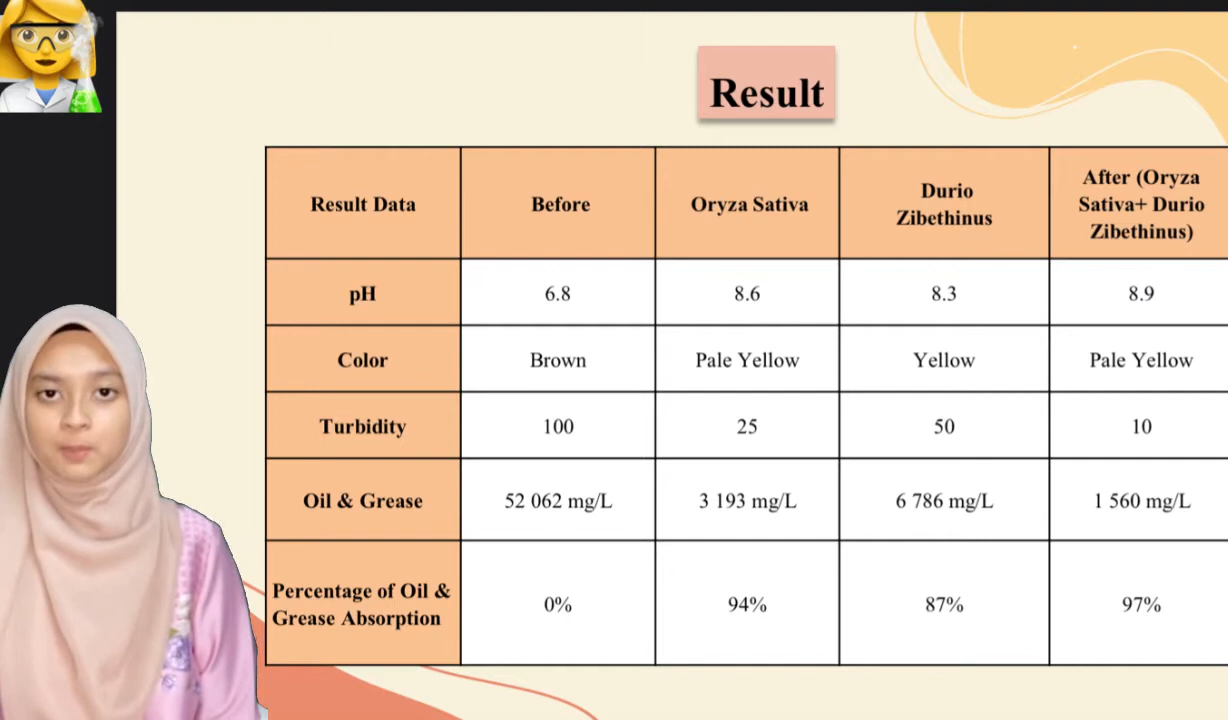 Result
Result Data
Before
Oryza Sativa
Durio
Zibethinus
After (Oryza
Sativa+ Durio
Zibethinus)
pH
6.8
8.6
8.3
8.9
Color
Brown
Pale Yellow
Yellow
Pale Yellow
Turbidity
100
25
50
10
Oil & Grease
52 062 mg/L
3 193 mg/L
6 786 mg/L
1 560 mg/L
Percentage of Oil &
Grease Absorption
0%
94%
87%
97%